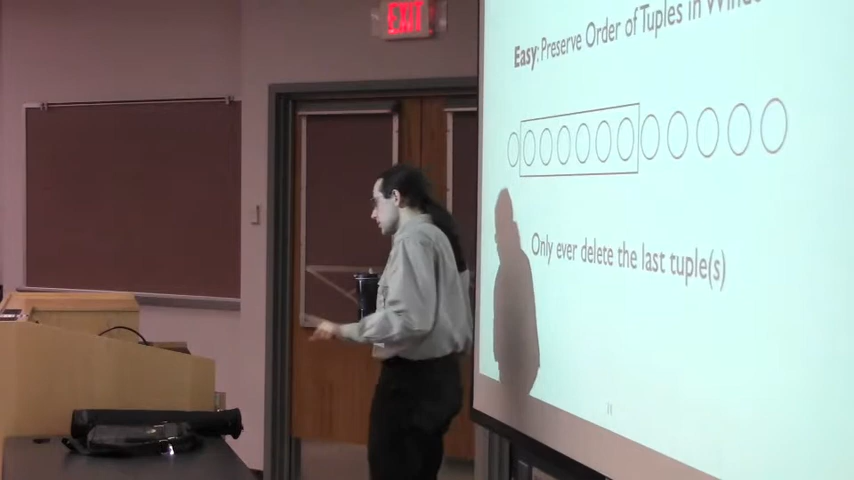 EXIT
Easy: Preserve Order of Tuples in
Only ever delete the last tuple(s)